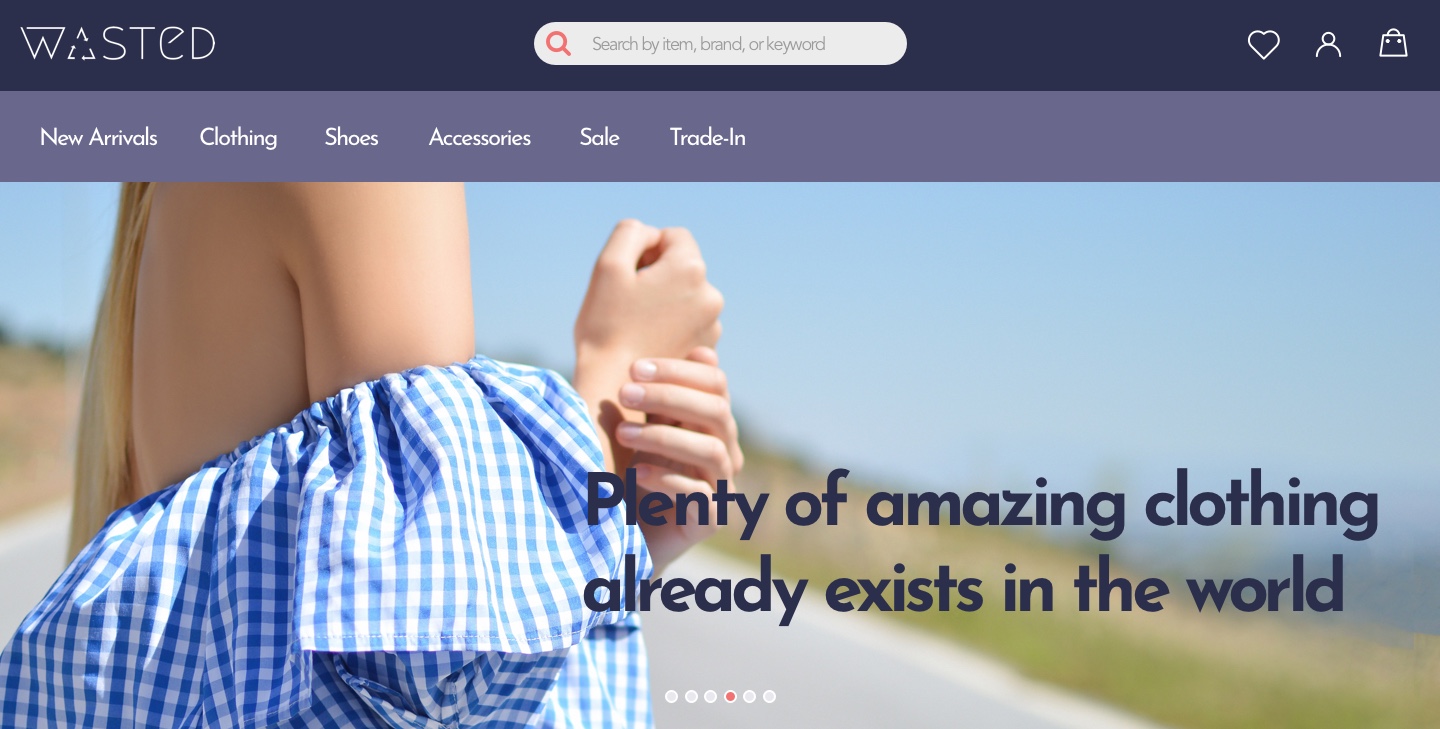 WASTED
Search by item, brand, or keyword
New Arrivals Clothing Shoes Accessories Sale Trade-In
Plenty of amazing clothing
already exists in the world